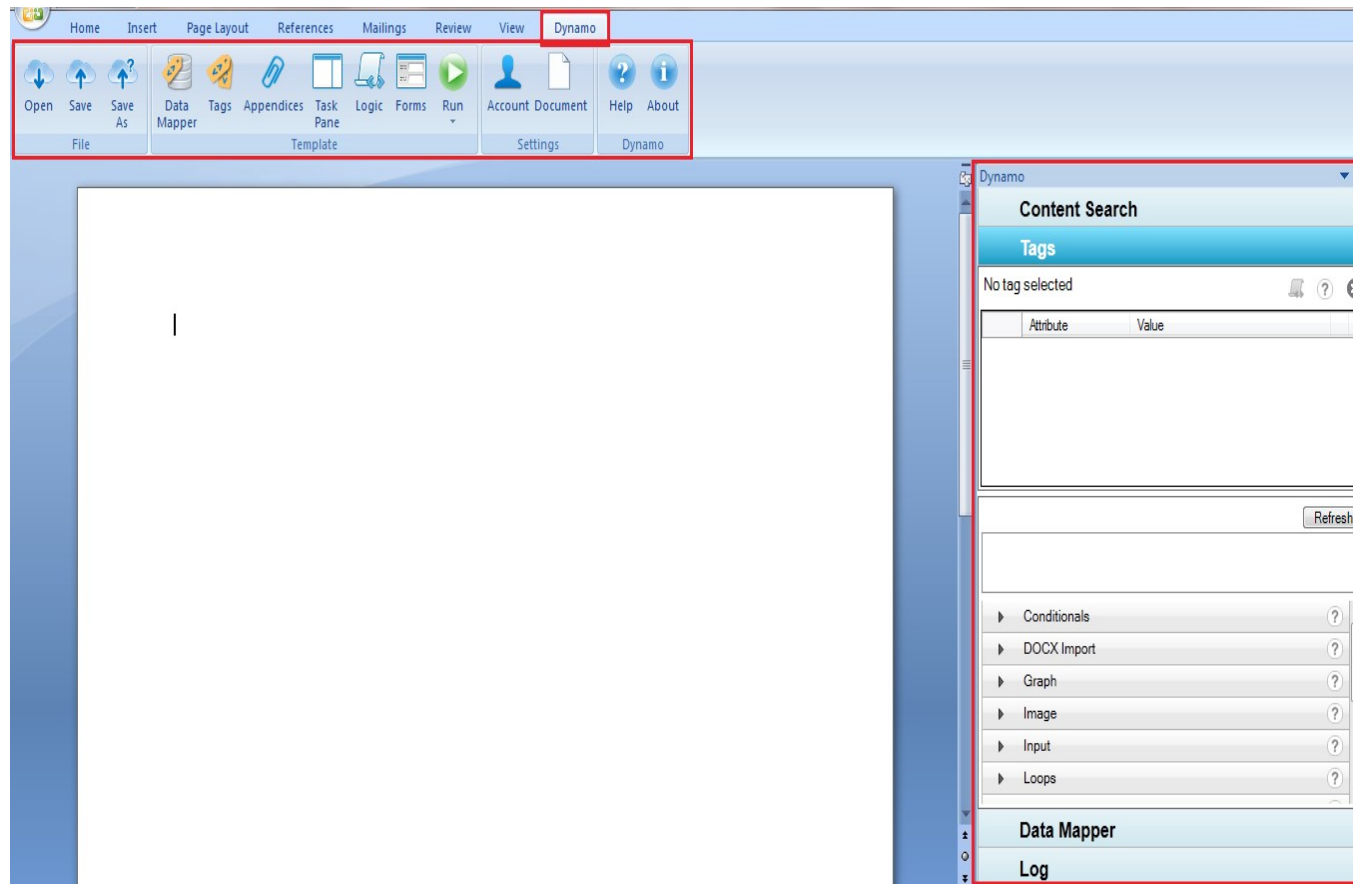 Home Insert Page Layout References Mailings Review View Dynamo
Open Save Save As Data Mapper Tags Appendices Task Pane Logic Forms Run Account Document Help About
File Template Settings Dynamo
Dynamo
Content Search
Tags
No tag selected
?
Attribute Value
Refresh
Conditionals ?
DOCX Import ?
Graph ?
Image ?
Input ?
Loops ?
Data Mapper
Log